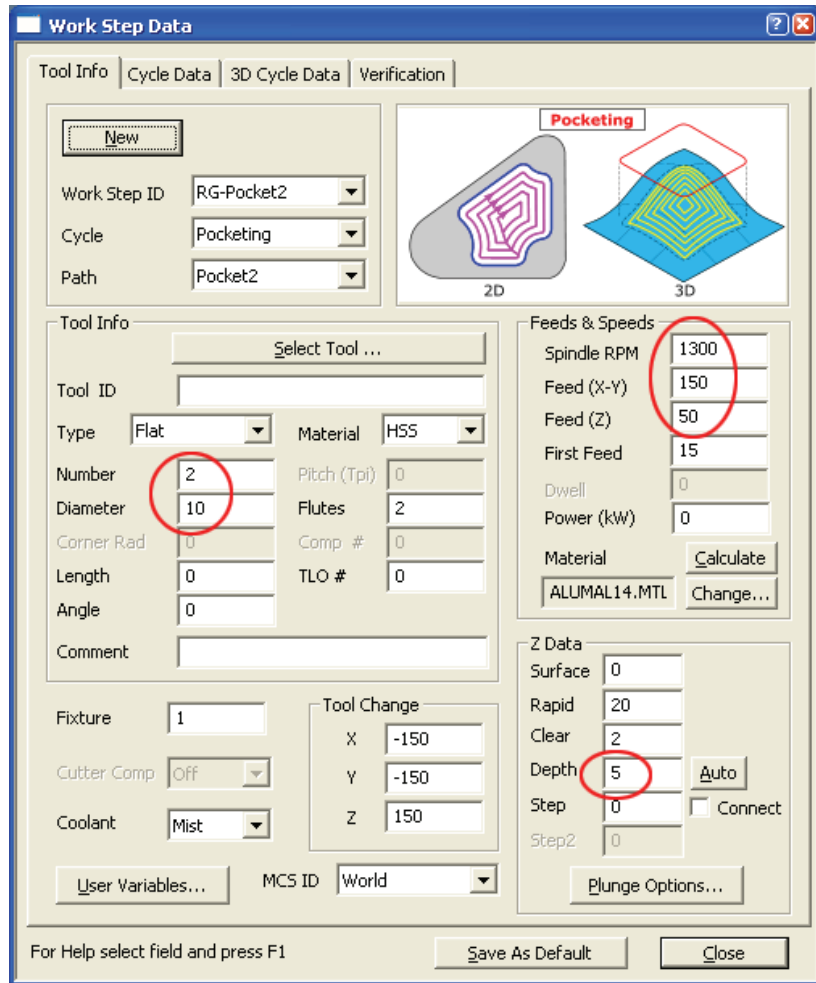 Work Step Data
Tool Info Cycle Data 3D Cycle Data Verification
New
Work Step ID RG-Pocket2
Cycle Pocketing
Path Pocket2
Pocketing
2D 3D
Tool Info
Select Tool ...
Tool ID
Type Flat Material HSS
Number 2 Pitch (Tpi) 0
Diameter 10 Flutes 2
Corner Rad 0 Comp # 0
Length 0 TLO # 0
Angle 0
Comment
Feeds & Speeds
Spindle RPM 1300
Feed (X-Y) 150
Feed (Z) 50
First Feed 15
Dwell 0
Power (kW) 0
Material Calculate
ALUMAL14.MTL Change...
Fixture 1
Cutter Comp Off
Coolant Mist
Tool Change
X -150
Y -150
Z 150
Z Data
Surface 0
Rapid 20
Clear 2
Depth 5 Auto
Step 0 Connect
Step2 0
User Variables... MCS ID World Plunge Options...
For Help select field and press F1 Save As Default Close